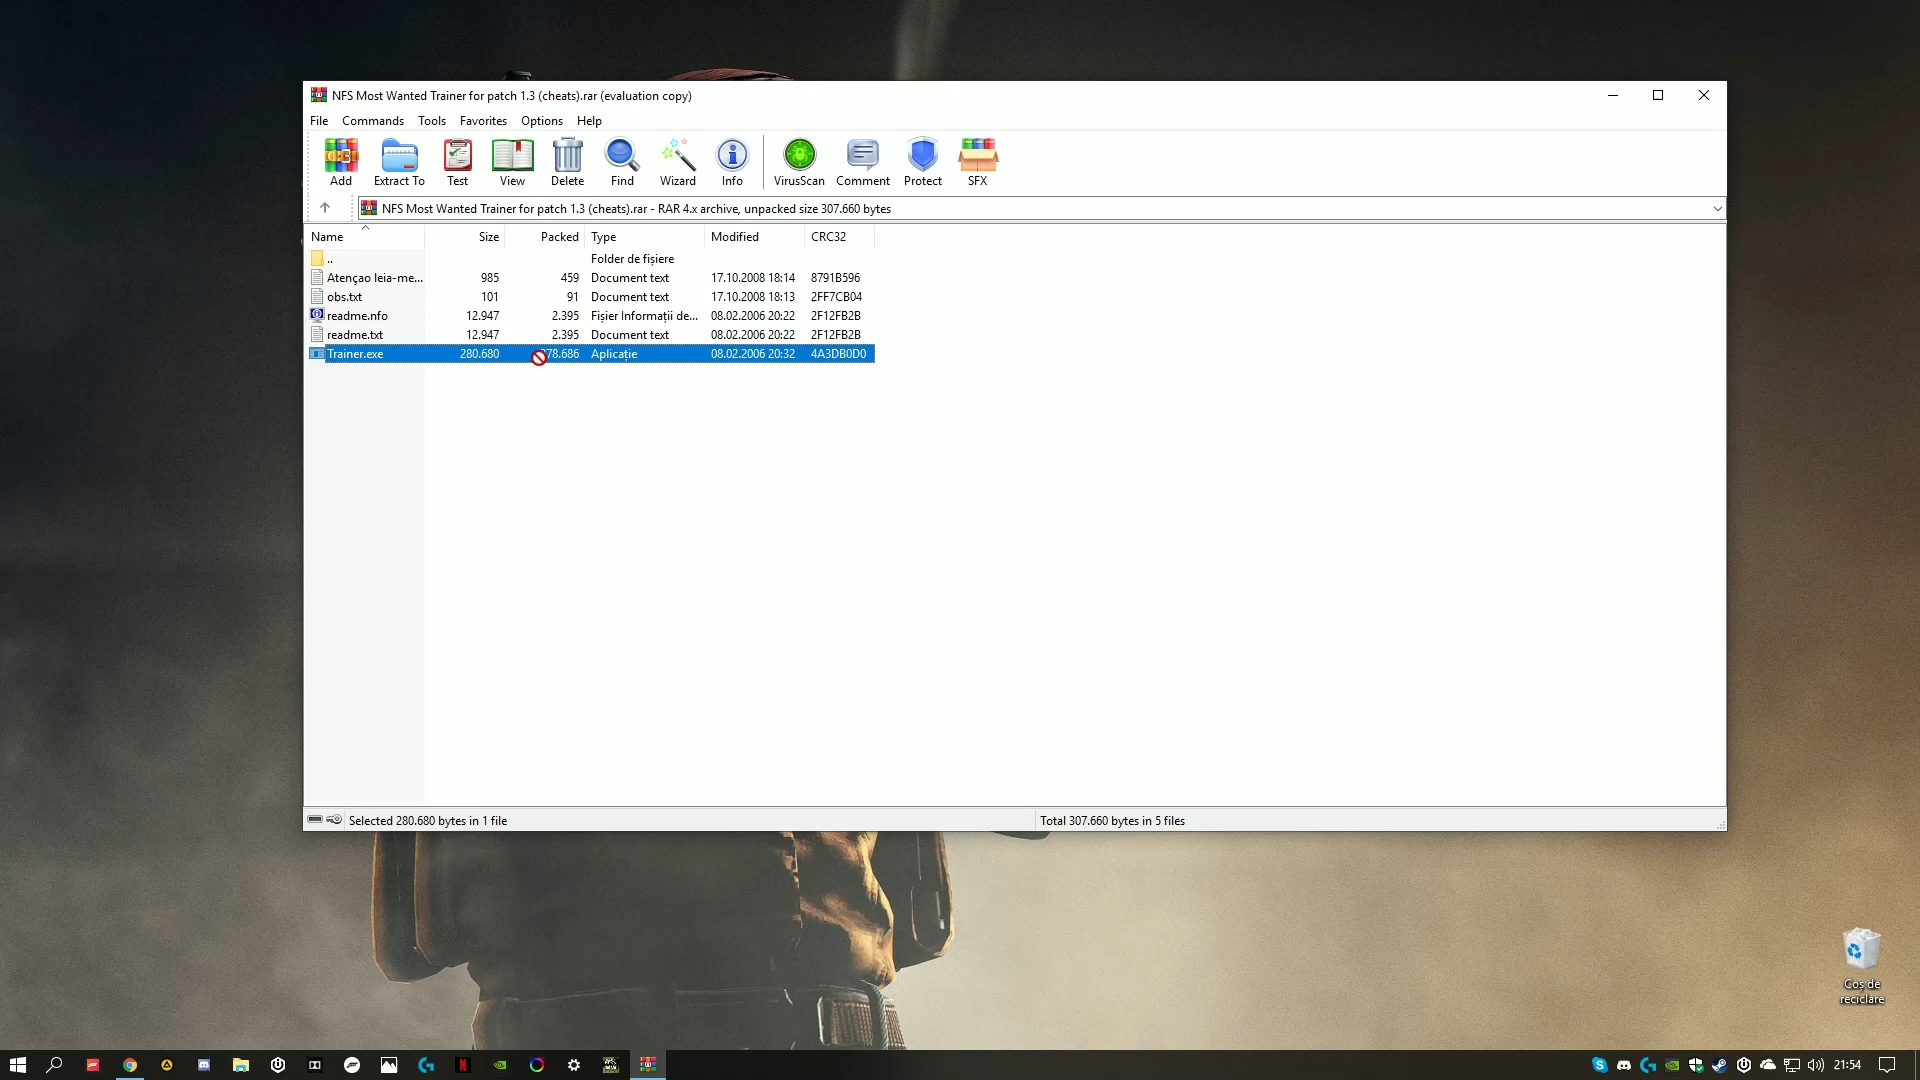 NFS Most Wanted Trainer for patch 1.3 (cheats).rar (evaluation copy)
File Commands Tools Favorites Options Help
Add Extract To Test View Delete Find Wizard Info VirusScan Comment Protect SFX
NFS Most Wanted Trainer for patch 1.3 (cheats).rar - RAR 4.x archive, unpacked size 307.660 bytes
Name Size Packed Type Modified CRC32
.. Folder de fișiere
Atençao leia-me... 985 459 Document text 17.10.2008 18:14 8791B596
obs.txt 101 91 Document text 17.10.2008 18:13 2FF7CB04
readme.nfo 12.947 2.395 Fișier Informații de... 08.02.2006 20:22 2F12FB2B
readme.txt 12.947 2.395 Document text 08.02.2006 20:22 2F12FB2B
Trainer.exe 280.680 78.686 Aplicație 08.02.2006 20:32 4A3DB0D0
Selected 280.680 bytes in 1 file Total 307.660 bytes in 5 files
Coș de
reciclare
21:54